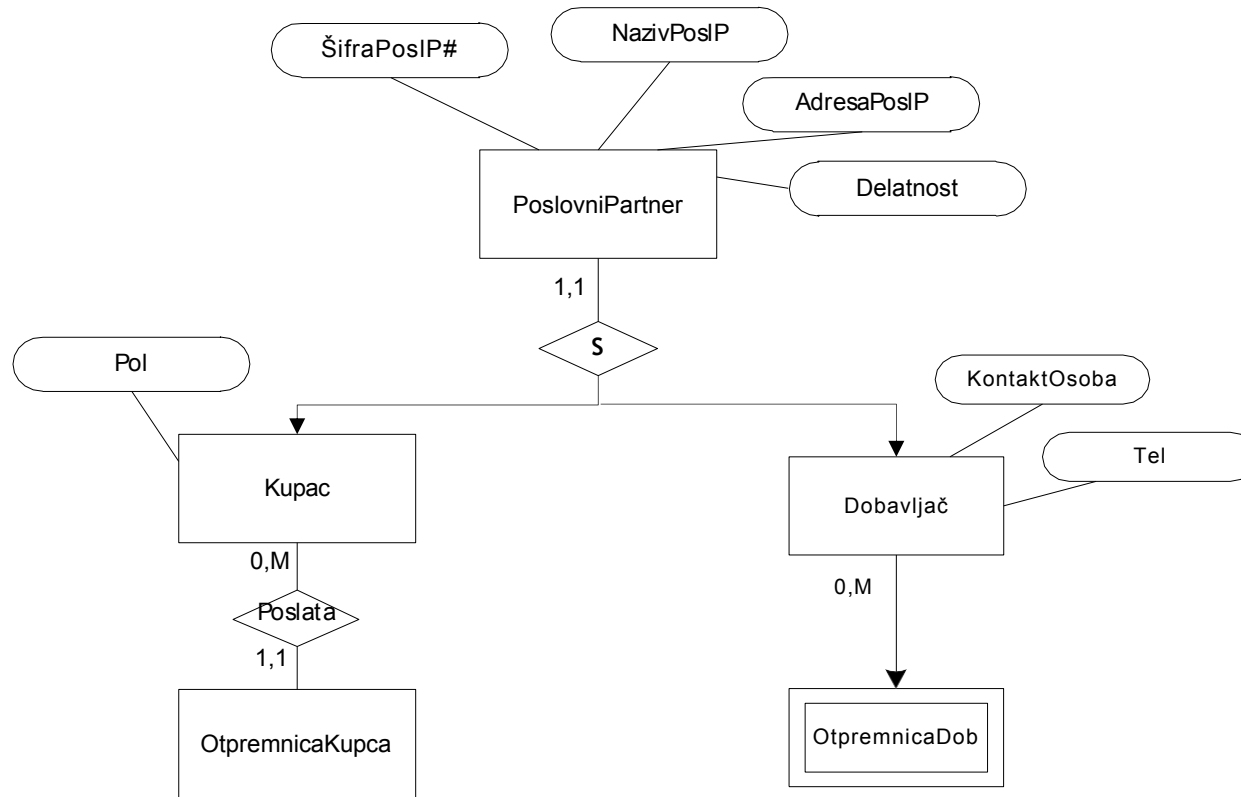 NazivPoslP
ŠifraPoslP#
AdresaPoslP
Delatnost
PoslovniPartner
1,1
S
Pol
KontaktOsoba
Tel
Kupac
Dobavljač
0,M
0,M
Poslata
1,1
OtpremnicaKupca
OtpremnicaDob